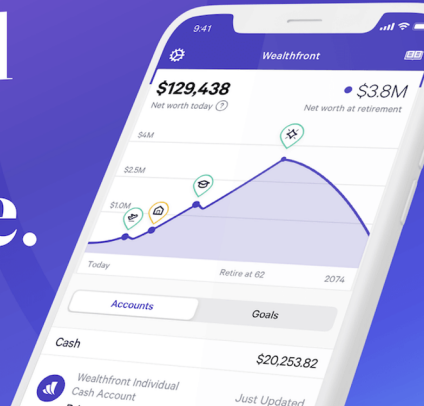 9:41
Wealthfront
$129,438
$3.8M
Net worth today ?
Net worth at retirement
$4M
$2.5M
$1.0M
Today
Retire at 62
2074
Accounts
Goals
Cash
$20,253.82
Wealthfront Individual
Cash Account
Just Updated
e.